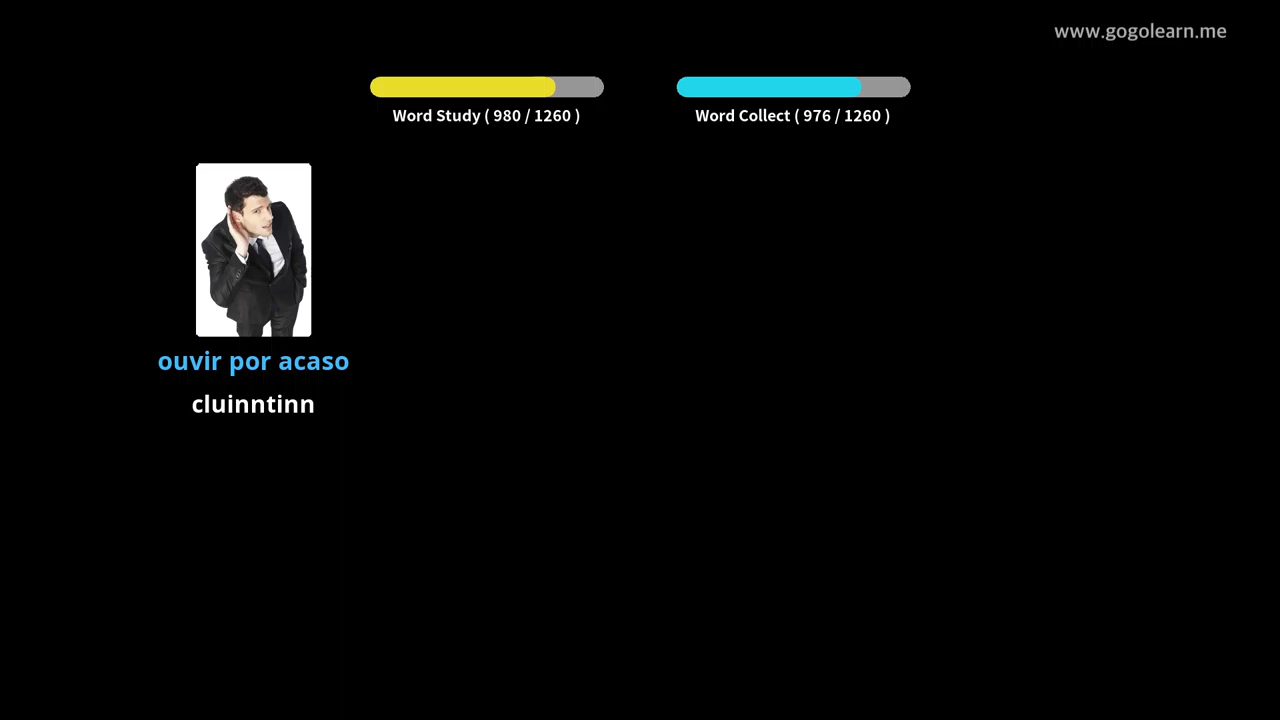 www.gogolearn.me
Word Study ( 980 / 1260 )
Word Collect ( 976 / 1260 )
ouvir por acaso
cluinntinn